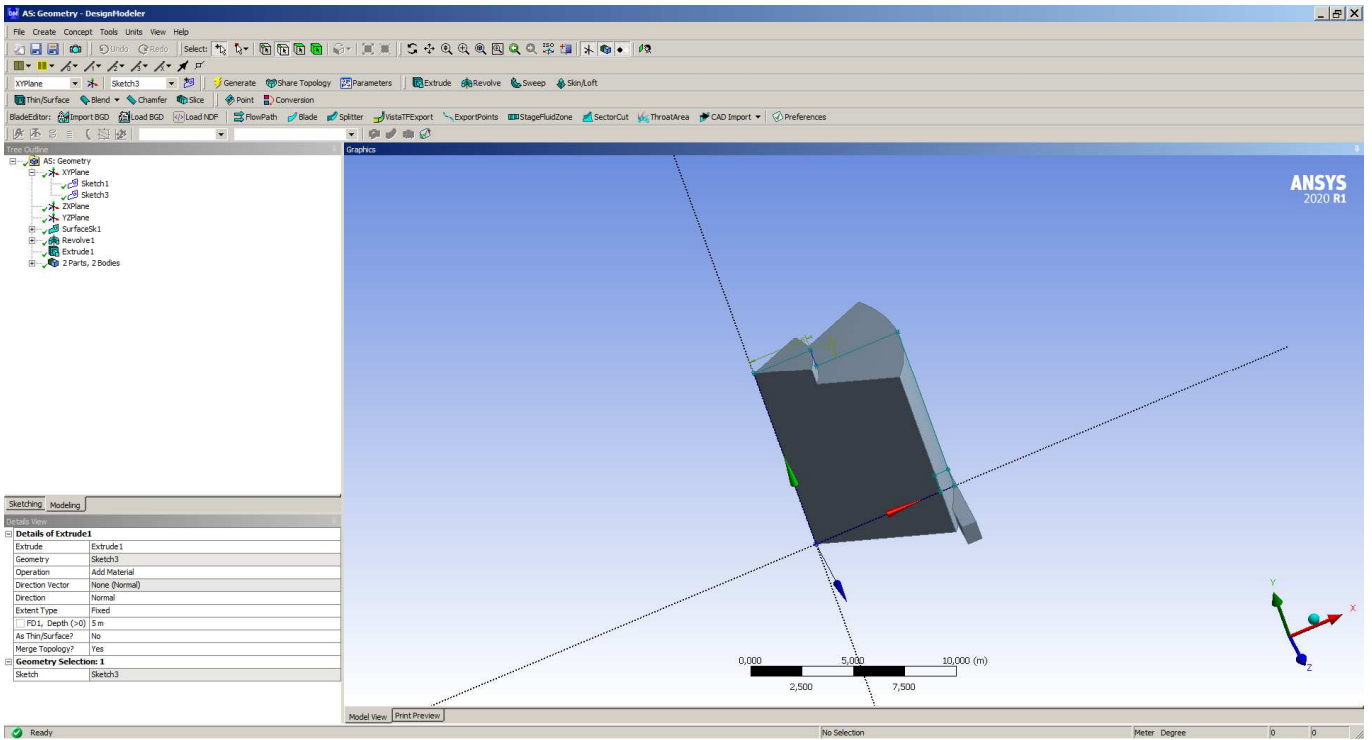 AS: Geometry - DesignModeler
File Create Concept Tools Units View Help
Undo Redo Select:
XYPlane Sketch3 Generate Share Topology Parameters Extrude Revolve Sweep Skin/Loft
Thin/Surface Blend Chamfer Slice Point Conversion
BladeEditor: Import BGD Load BGD Load NDF FlowPath Blade Splitter VistaTFExport ExportPoints StageFluidZone SectorCut ThroatArea CAD Import Preferences
Tree Outline
AS: Geometry
XYPlane
Sketch1
Sketch3
ZXPlane
YZPlane
SurfaceSk1
Revolve1
Extrude1
2 Parts, 2 Bodies
Sketching Modeling
Details View
Details of Extrude1
Extrude Extrude1
Geometry Sketch3
Operation Add Material
Direction Vector None (Normal)
Direction Normal
Extent Type Fixed
FD1, Depth (>0) 5 m
As Thin/Surface? No
Merge Topology? Yes
Geometry Selection: 1
Sketch Sketch3
Graphics
ANSYS
2020 R1
Y
X
Z
0,000 5,000 10,000 (m)
2,500 7,500
Model View Print Preview
Ready No Selection Meter Degree 0 0